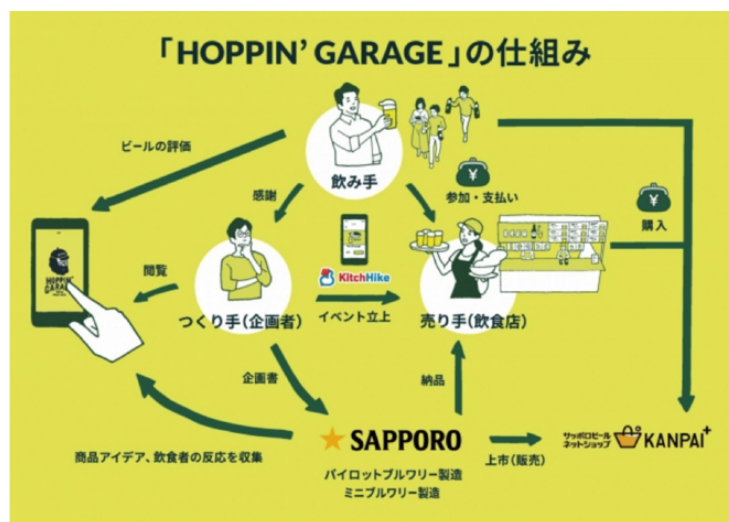 「HOPPIN' GARAGE」の仕組み
ビールの評価
飲み手
感謝
参加・支払い
¥
¥
購入
HOPPIN'
GARAGE
閲覧
KitchHike
イベント立上
つくり手(企画者)
売り手(飲食店)
企画書
納品
商品アイデア、飲食者の反応を収集
SAPPORO
パイロットブルワリー製造
ミニブルワリー製造
上市(販売)
サッポロビール
ネットショップ
KANPAI+